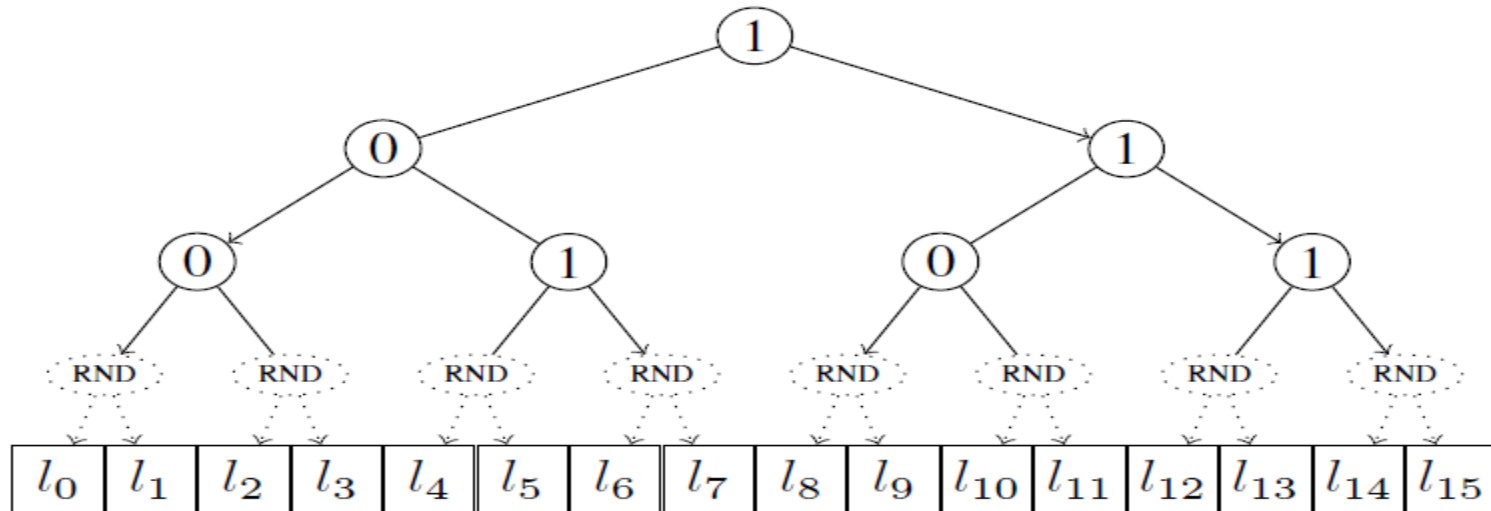 1
0 1
0 1 0 1
RND RND RND RND RND RND RND RND
l0 l1 l2 l3 l4 l5 l6 l7 l8 l9 l10 l11 l12 l13 l14 l15